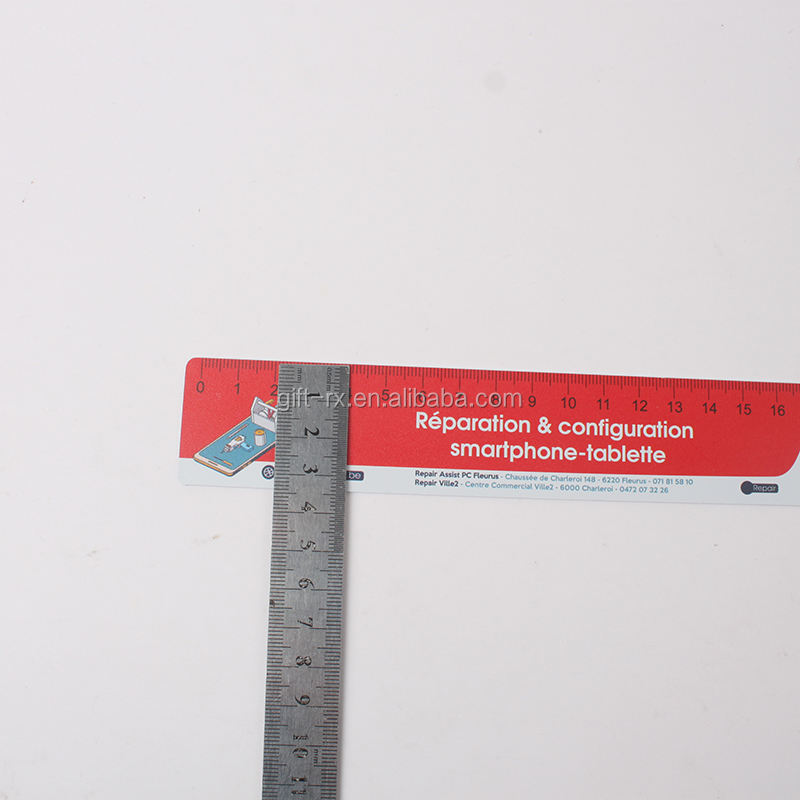 0 1 2 5 9 10 11 12 13 14 15 16
gift-rx.en.alibaba.com
Réparation & configuration
smartphone-tablette
Repair Assist PC Fleurus - Chaussée de Charleroi 148 - 6220 Fleurus - 071 81 58 10
Repair Ville2 - Centre Commercial Ville2 - 6000 Charleroi - 0472 07 32 26
be
Repair
mm
1
2
3
4
5
6
7
8
9
10
11